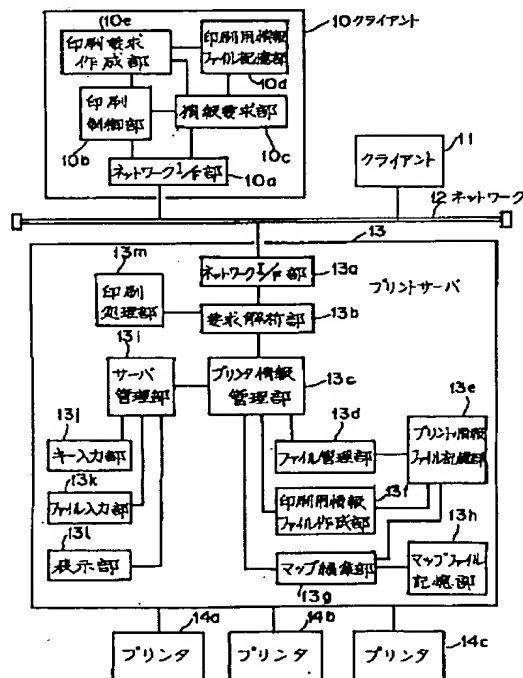 10e
印刷要求
作成部
印刷用情報
ファイル記憶部
10クライアント
10d
印刷
制御部
情報要求部
10b
10c
ネットワークI/F部
10a
クライアント
11
12ネットワーク
13
13m
ネットワークI/F部
13a
プリントサーバ
印刷
処理部
要求解析部
13b
13i
サーバ
管理部
プリンタ情報
管理部
13c
13e
プリンタ情報
ファイル記憶部
13d
13j
キー入力部
ファイル管理部
13k
ファイル入力部
印刷用情報
ファイル作成部
13f
13h
13l
表示部
マップ編集部
マップファイル
記憶部
13g
14a
14b
14c
プリンタ
プリンタ
プリンタ